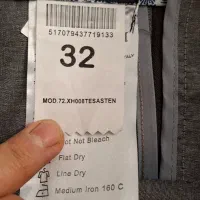 517079437719133
32
MOD.72.XH008TESASTEN
Not Bleach
Flat Dry
Line Dry
Medium Iron 160 C